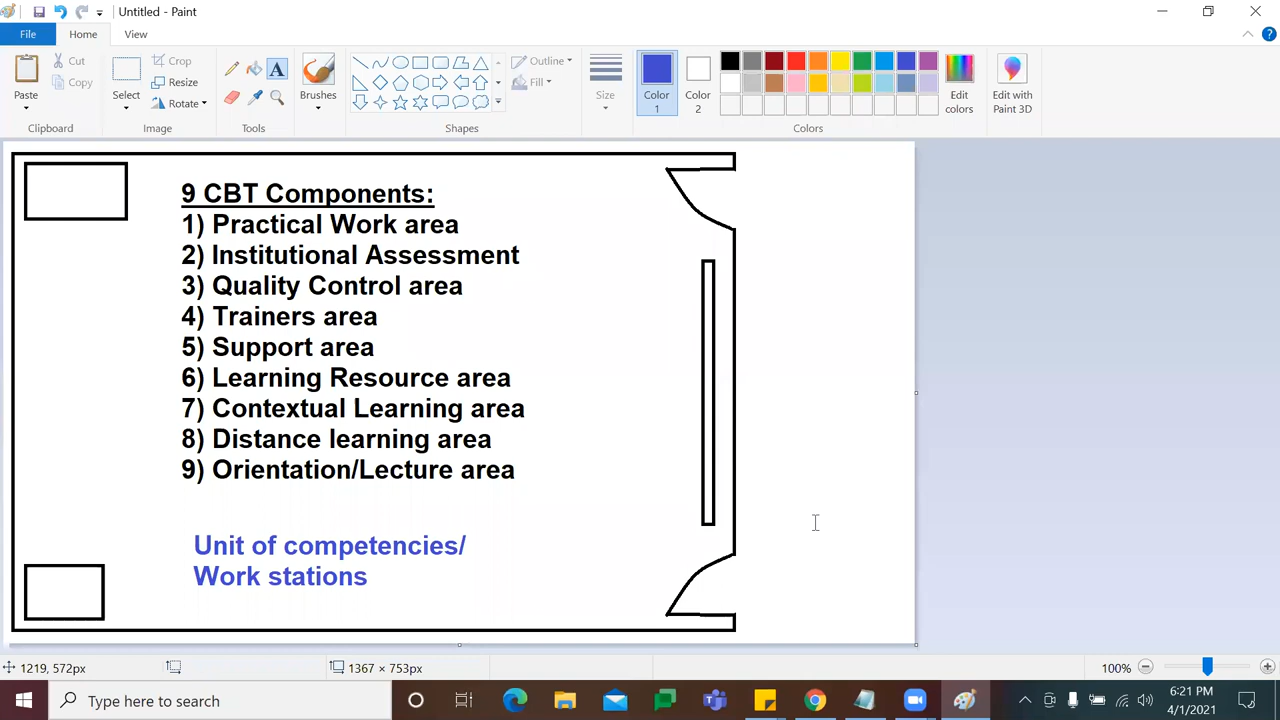 Untitled - Paint
File
Home
View
Paste
Cut
Copy
Clipboard
Select
Crop
Resize
Rotate
Image
A
Tools
Brushes
Shapes
Outline
Fill
Size
Color 1
Color 2
Colors
Edit colors
Edit with Paint 3D
9 CBT Components:
1) Practical Work area
2) Institutional Assessment
3) Quality Control area
4) Trainers area
5) Support area
6) Learning Resource area
7) Contextual Learning area
8) Distance learning area
9) Orientation/Lecture area
Unit of competencies/
Work stations
1219, 572px
1367 × 753px
100%
Type here to search
6:21 PM
4/1/2021